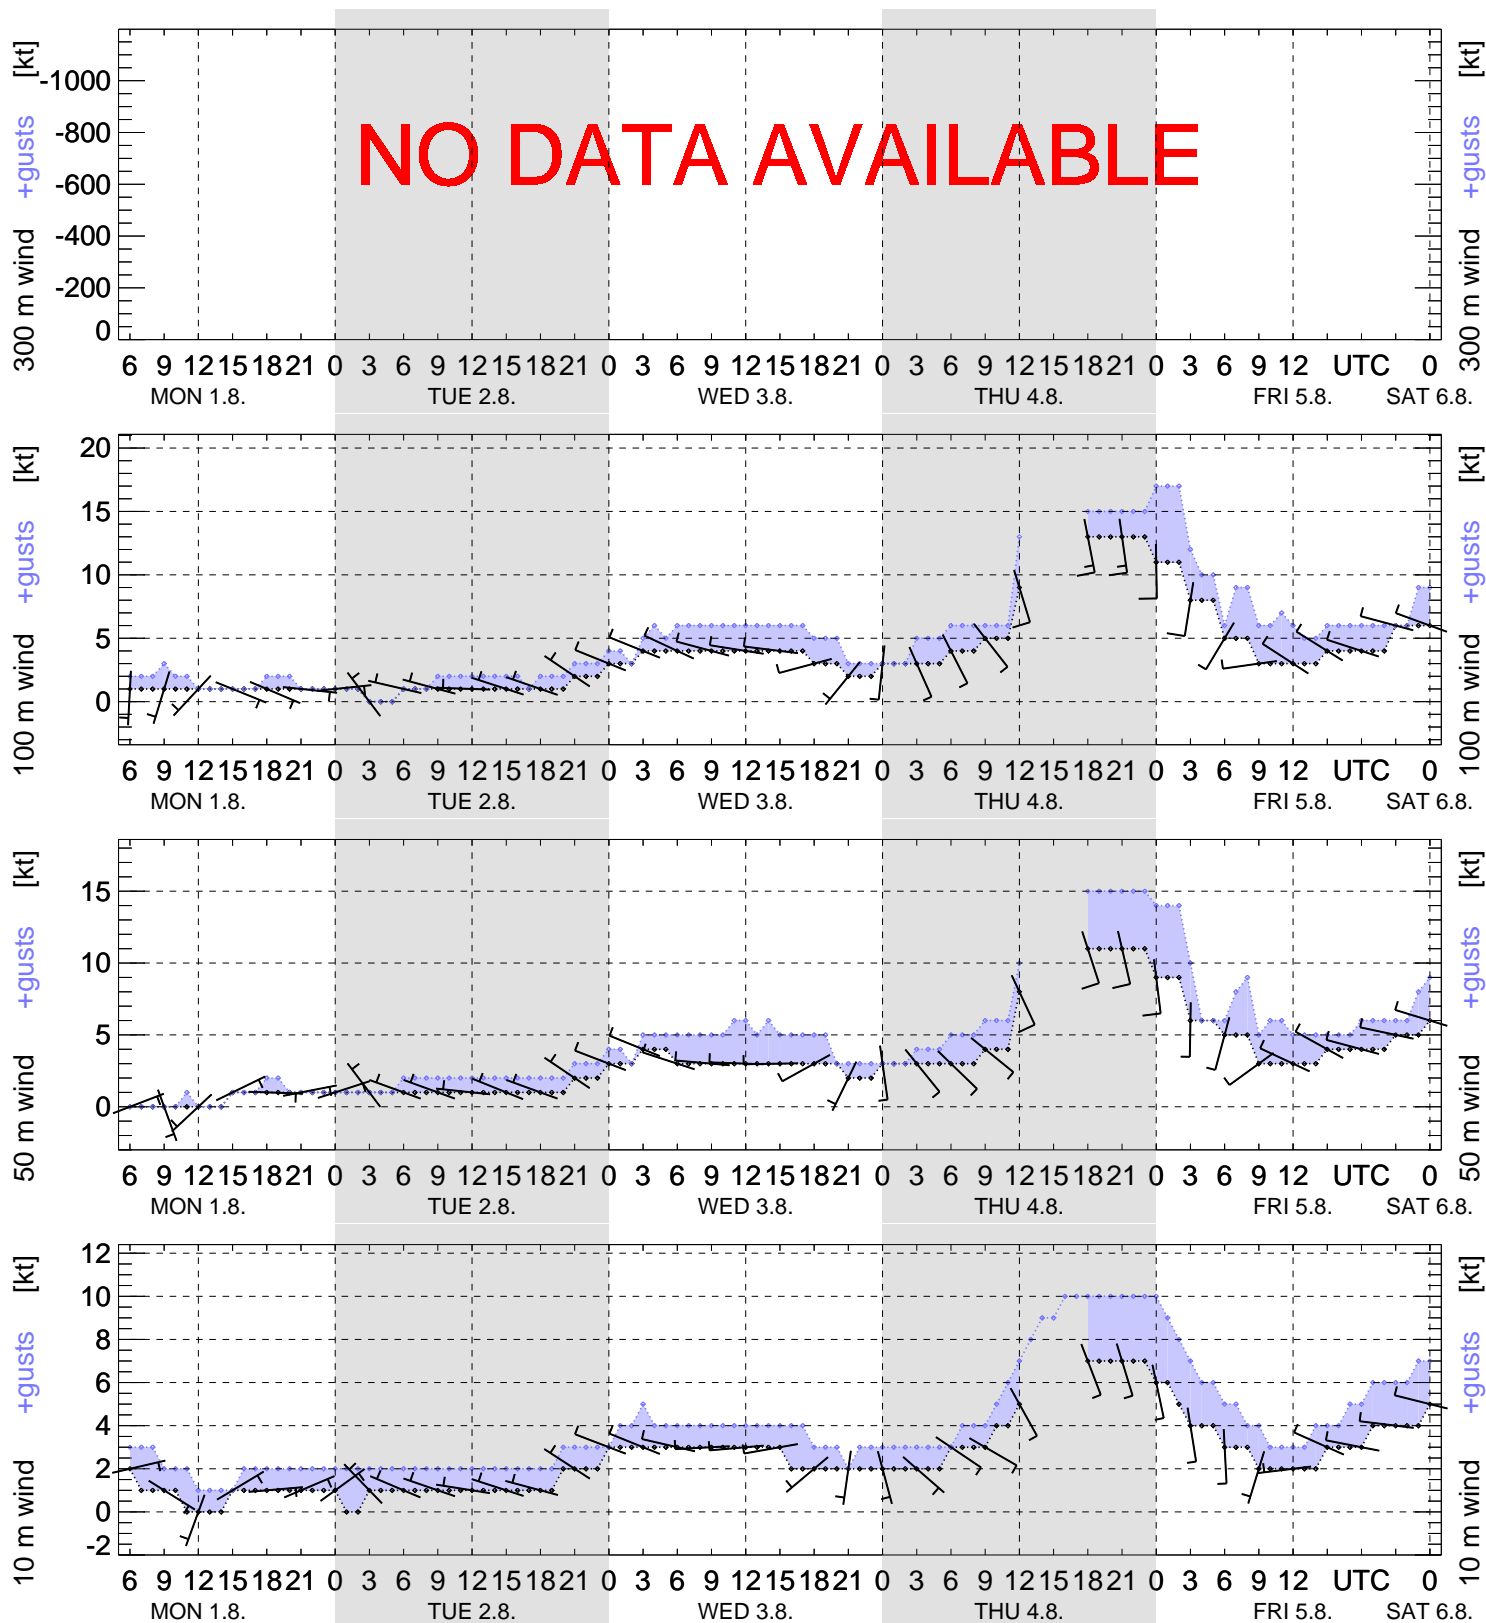 300 m wind +gusts [kt]
-1000
-800
-600
-400
-200
0
NO DATA AVAILABLE
300 m wind +gusts [kt]
6 9 12 15 18 21 0 3 6 9 12 15 18 21 0 3 6 9 12 15 18 21 0 3 6 9 12 15 18 21 0 3 6 9 12 UTC 0
MON 1.8. TUE 2.8. WED 3.8. THU 4.8. FRI 5.8. SAT 6.8.
100 m wind +gusts [kt]
20
15
10
5
0
100 m wind +gusts [kt]
6 9 12 15 18 21 0 3 6 9 12 15 18 21 0 3 6 9 12 15 18 21 0 3 6 9 12 15 18 21 0 3 6 9 12 UTC 0
MON 1.8. TUE 2.8. WED 3.8. THU 4.8. FRI 5.8. SAT 6.8.
50 m wind +gusts [kt]
15
10
5
0
50 m wind +gusts [kt]
6 9 12 15 18 21 0 3 6 9 12 15 18 21 0 3 6 9 12 15 18 21 0 3 6 9 12 15 18 21 0 3 6 9 12 UTC 0
MON 1.8. TUE 2.8. WED 3.8. THU 4.8. FRI 5.8. SAT 6.8.
10 m wind +gusts [kt]
12
10
8
6
4
2
0
-2
10 m wind +gusts [kt]
6 9 12 15 18 21 0 3 6 9 12 15 18 21 0 3 6 9 12 15 18 21 0 3 6 9 12 15 18 21 0 3 6 9 12 UTC 0
MON 1.8. TUE 2.8. WED 3.8. THU 4.8. FRI 5.8. SAT 6.8.